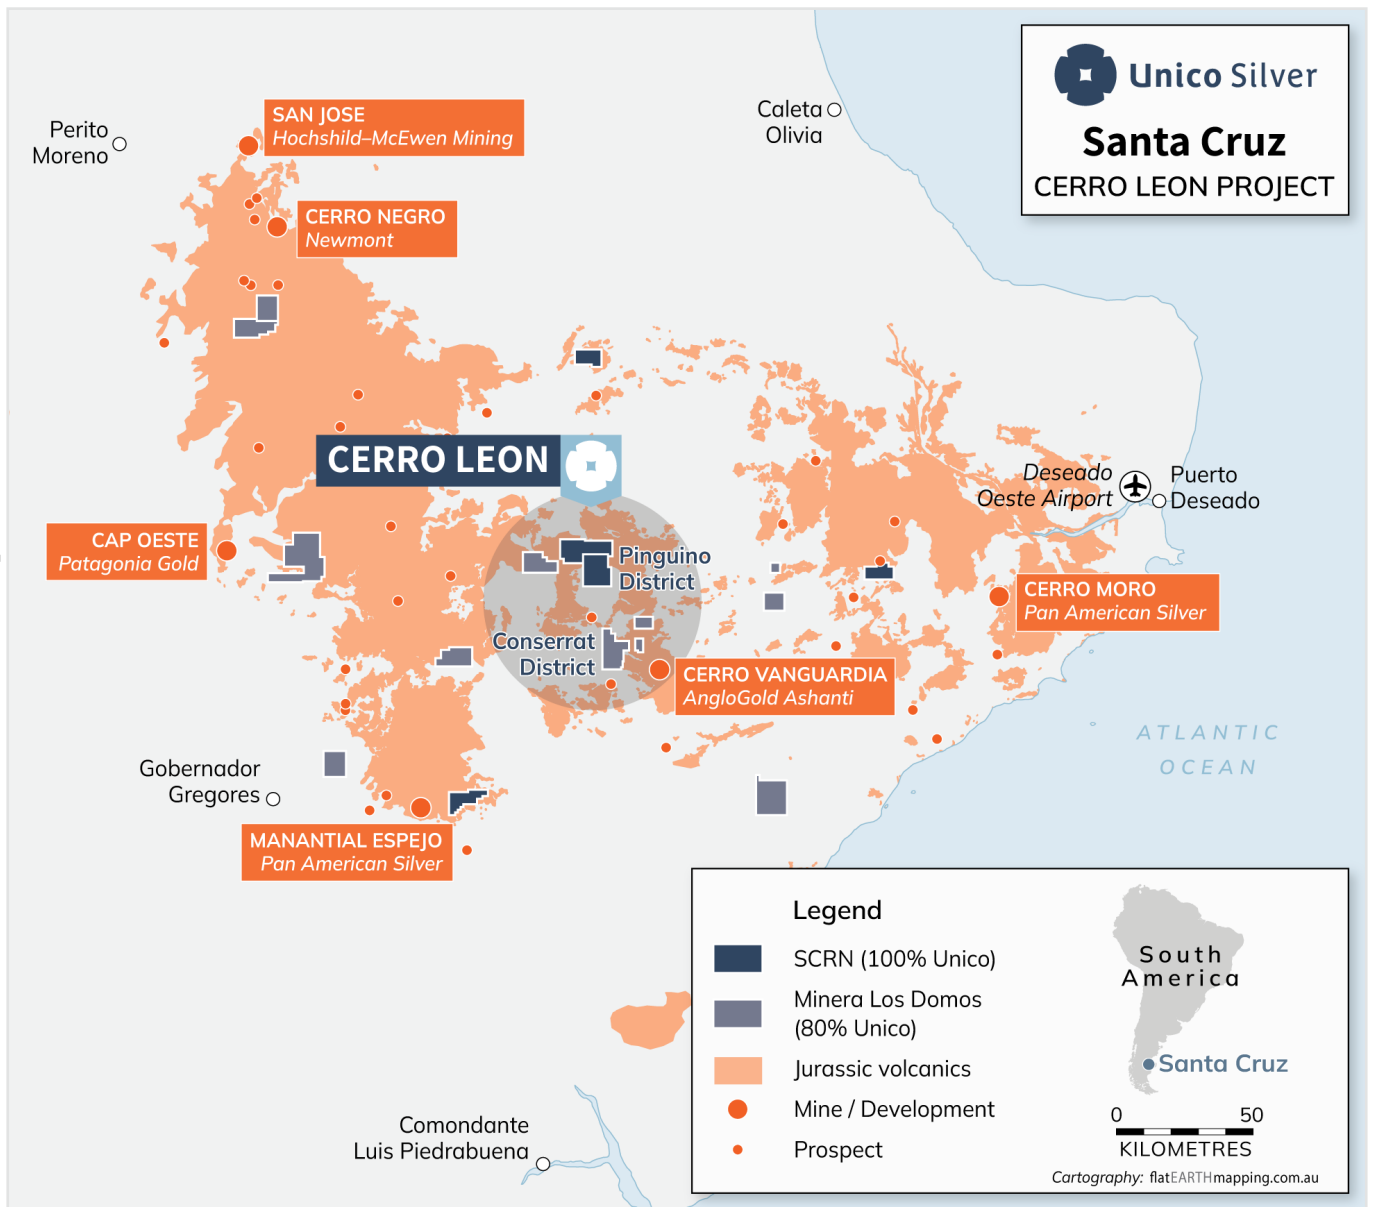 Unico Silver
Santa Cruz
CERRO LEON PROJECT
Caleta
Olivia
Perito
Moreno
SAN JOSE
Hochshild–McEwen Mining
CERRO NEGRO
Newmont
CERRO LEON
Deseado
Oeste Airport
Puerto
Deseado
CAP OESTE
Patagonia Gold
Pinguino
District
CERRO MORO
Pan American Silver
Conserrat
District
CERRO VANGUARDIA
AngloGold Ashanti
ATLANTIC
OCEAN
Gobernador
Gregores
MANANTIAL ESPEJO
Pan American Silver
Comondante
Luis Piedrabuena
Legend
SCRN (100% Unico)
Minera Los Domos
(80% Unico)
Jurassic volcanics
Mine / Development
Prospect
South
America
Santa Cruz
0 50
KILOMETRES
Cartography: flatEARTHmapping.com.au